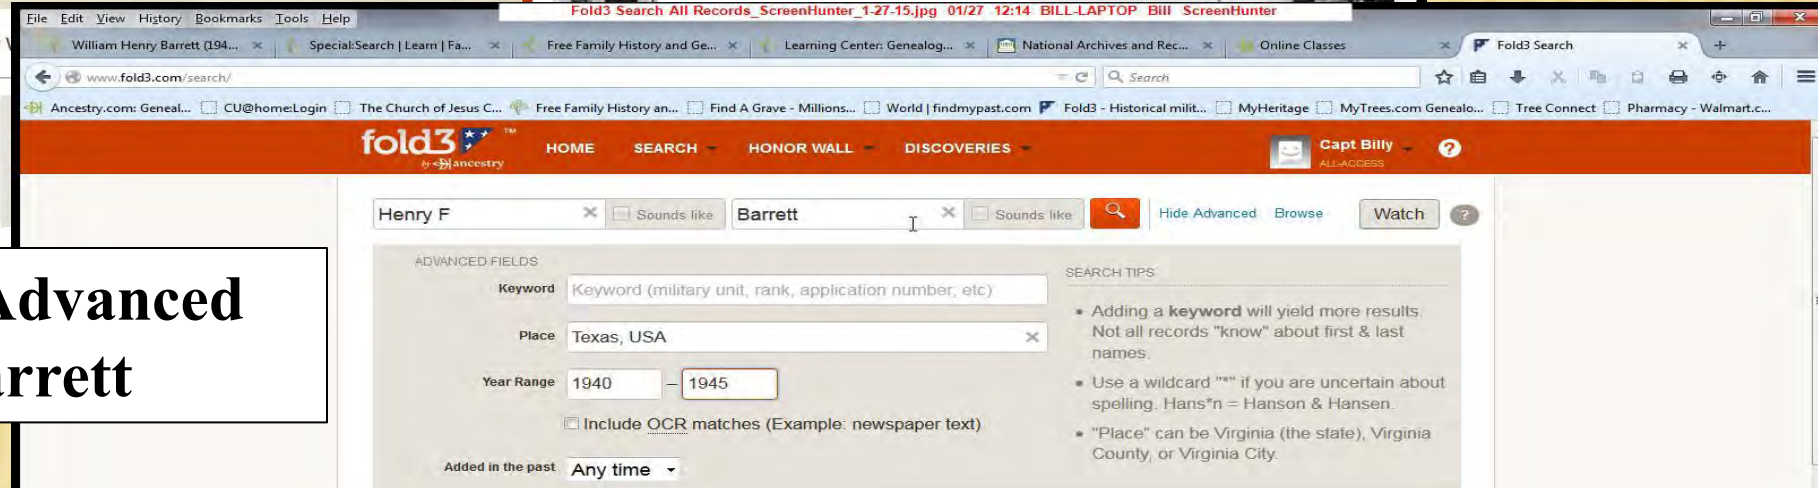 Fold3 Search All Records_ScreenHunter_1-27-15.jpg 01/27 12:14 BILL-LAPTOP Bill ScreenHunter
File Edit View History Bookmarks Tools Help
William Henry Barrett (194... Special:Search | Learn | Fa... Free Family History and Ge... Learning Center: Genealog... National Archives and Rec... Online Classes Fold3 Search
www.fold3.com/search/ Search
Ancestry.com: Geneal... CU@home:Login The Church of Jesus C... Free Family History an... Find A Grave - Millions... World | findmypast.com Fold3 - Historical milit... MyHeritage MyTrees.com Genealo... Tree Connect Pharmacy - Walmart.c...
fold3 ™ HOME SEARCH HONOR WALL DISCOVERIES Capt Billy ?
by ancestry ALL-ACCESS
Henry F Sounds like Barrett Sounds like Hide Advanced Browse Watch ?
Advanced
rrett
ADVANCED FIELDS
Keyword Keyword (military unit, rank, application number, etc)
Place Texas, USA
Year Range 1940 – 1945
Include OCR matches (Example: newspaper text)
Added in the past Any time
SEARCH TIPS
• Adding a keyword will yield more results.
Not all records "know" about first & last
names.
• Use a wildcard "*" if you are uncertain about
spelling. Hans*n = Hanson & Hansen.
• "Place" can be Virginia (the state), Virginia
County, or Virginia City.